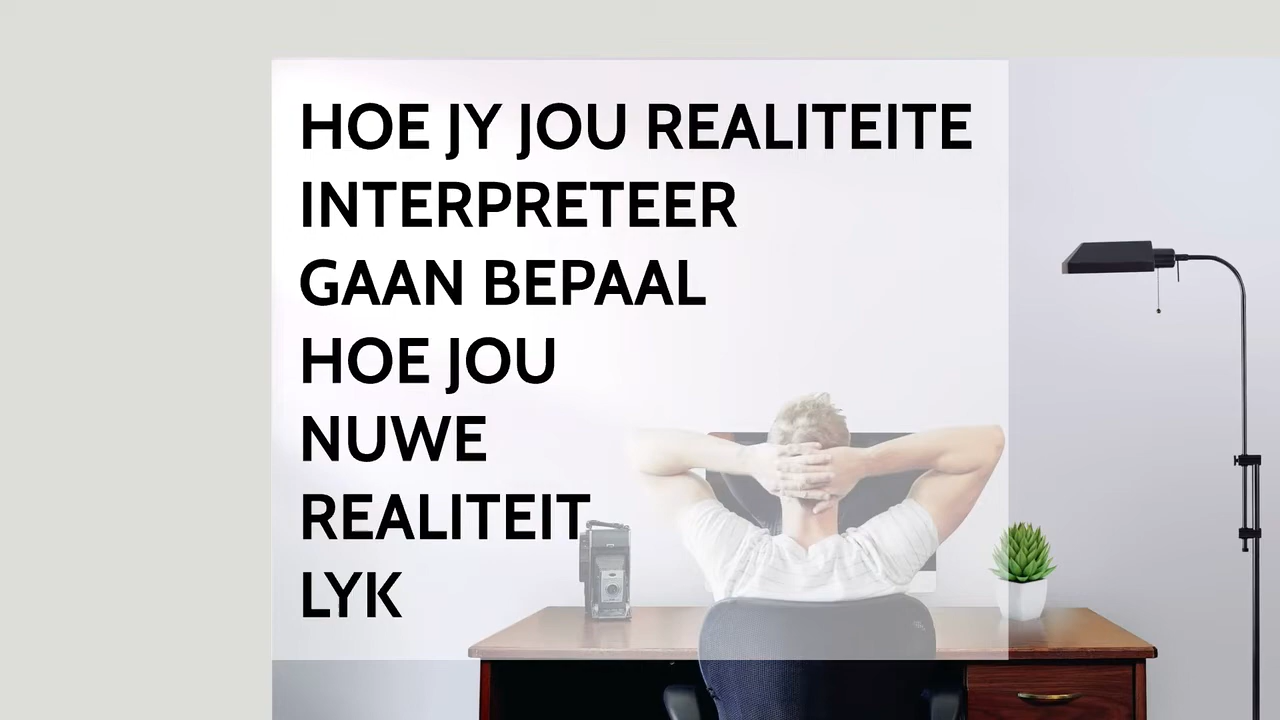 HOE JY JOU REALITEITE
INTERPRETEER
GAAN BEPAAL
HOE JOU
NUWE
REALITEIT
LYK